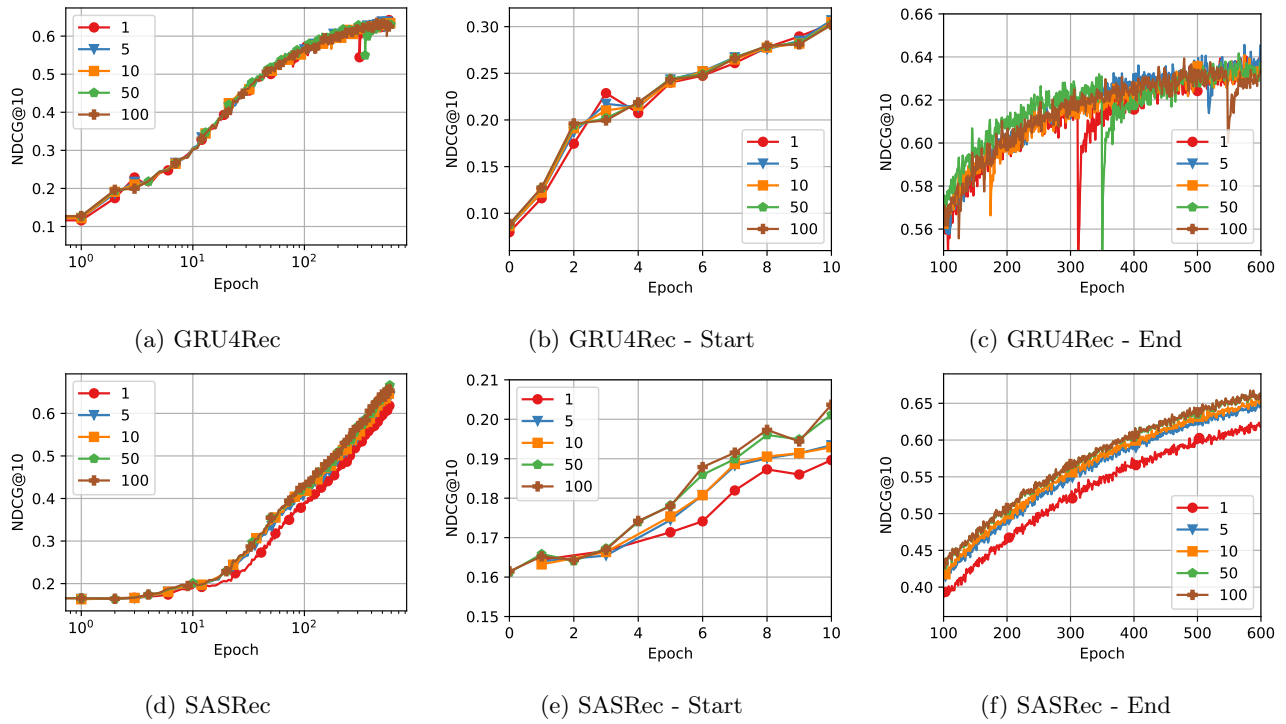 NDCG@10
0.6
0.5
0.4
0.3
0.2
0.1
1
5
10
50
100
10⁰ 10¹ 10²
Epoch
(a) GRU4Rec
NDCG@10
0.30
0.25
0.20
0.15
0.10
1
5
10
50
100
0 2 4 6 8 10
Epoch
(b) GRU4Rec - Start
NDCG@10
0.66
0.64
0.62
0.60
0.58
0.56
1
5
10
50
100
100 200 300 400 500 600
Epoch
(c) GRU4Rec - End
NDCG@10
0.6
0.5
0.4
0.3
0.2
1
5
10
50
100
10⁰ 10¹ 10²
Epoch
(d) SASRec
NDCG@10
0.21
0.20
0.19
0.18
0.17
0.16
0.15
1
5
10
50
100
0 2 4 6 8 10
Epoch
(e) SASRec - Start
NDCG@10
0.65
0.60
0.55
0.50
0.45
0.40
1
5
10
50
100
100 200 300 400 500 600
Epoch
(f) SASRec - End